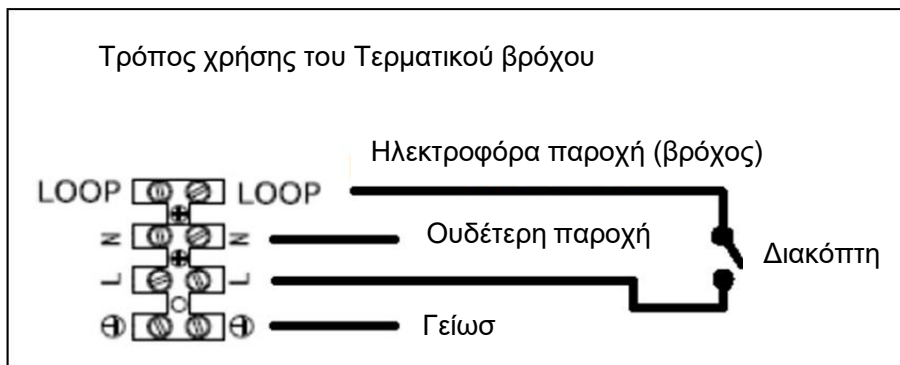 Τρόπος χρήσης του Τερματικού βρόχου
Ηλεκτροφόρα παροχή (βρόχος)
LOOP LOOP
N N Ουδέτερη παροχή
Διακόπτη
L L
Γείωσ